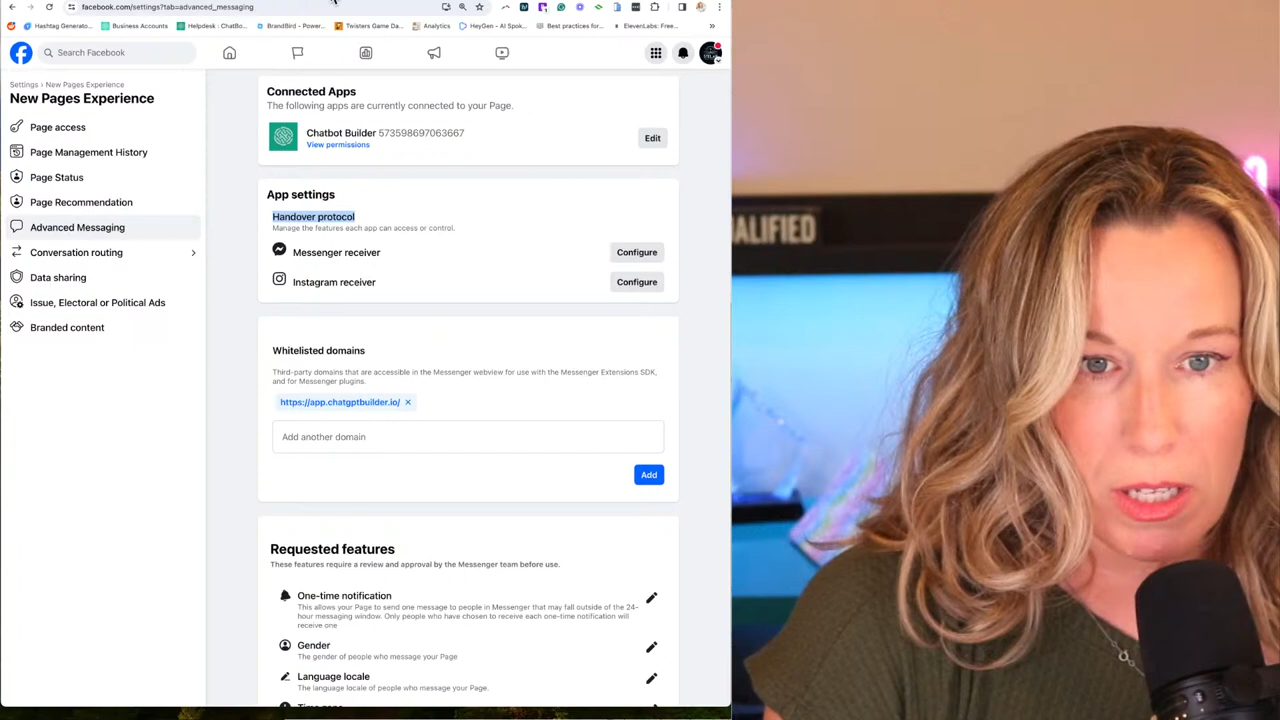 facebook.com/settings?tab=advanced_messaging
Hashtag Generato... Business Accounts Helpdesk : ChatBo... BrandBird – Power... Twisters Game Da... Analytics HeyGen - AI Spok... Best practices for... ElevenLabs: Free...
Search Facebook
Settings › New Pages Experience
New Pages Experience
Page access
Page Management History
Page Status
Page Recommendation
Advanced Messaging
Conversation routing
Data sharing
Issue, Electoral or Political Ads
Branded content
Connected Apps
The following apps are currently connected to your Page.
Chatbot Builder 573598697063667
View permissions
Edit
App settings
Handover protocol
Manage the features each app can access or control.
Messenger receiver
Configure
Instagram receiver
Configure
Whitelisted domains
Third-party domains that are accessible in the Messenger webview for use with the Messenger Extensions SDK,
and for Messenger plugins.
https://app.chatgptbuilder.io/ ×
Add another domain
Add
Requested features
These features require a review and approval by the Messenger team before use.
One-time notification
This allows your Page to send one message to people in Messenger that may fall outside of the 24-
hour messaging window. Only people who have chosen to receive each one-time notification will
receive one
Gender
The gender of people who message your Page
Language locale
The language locale of people who message your Page.
UALIFIED